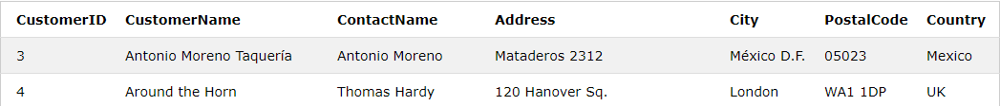 CustomerID CustomerName ContactName Address City PostalCode Country
3 Antonio Moreno Taquería Antonio Moreno Mataderos 2312 México D.F. 05023 Mexico
4 Around the Horn Thomas Hardy 120 Hanover Sq. London WA1 1DP UK